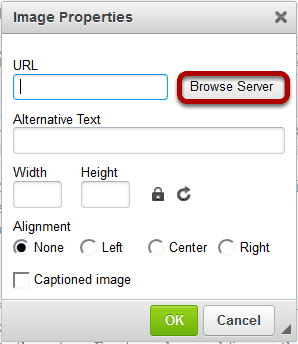 Image Properties
URL
Browse Server
Alternative Text
Width Height
Alignment
None Left Center Right
Captioned image
OK Cancel